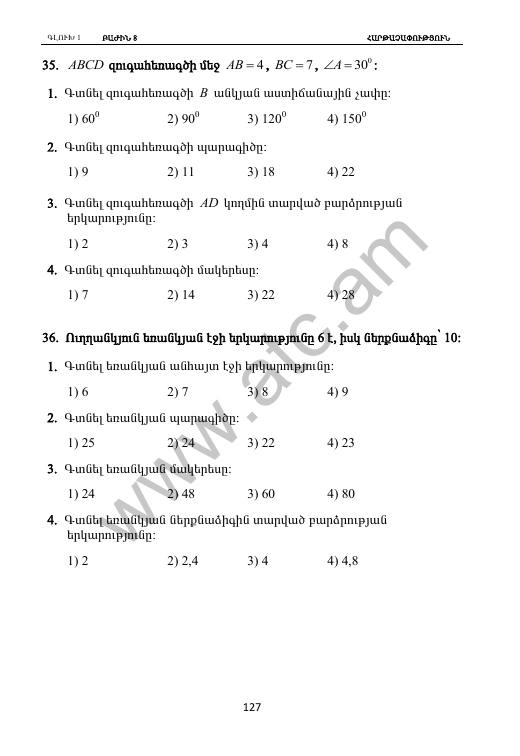 ԳԼՈՒԽ 1 ԲԱԺԻՆ 8 ՀԱՐԹԱՉԱՓՈՒԹՅՈՒՆ
35. ABCD զուգահեռագծի մեջ AB = 4 , BC = 7 , ∠A = 30⁰ :
1. Գտնել զուգահեռագծի B անկյան աստիճանային չափը:
1) 60⁰ 2) 90⁰ 3) 120⁰ 4) 150⁰
2. Գտնել զուգահեռագծի պարագիծը:
1) 9 2) 11 3) 18 4) 22
3. Գտնել զուգահեռագծի AD կողմին տարված բարձրության
երկարությունը:
1) 2 2) 3 3) 4 4) 8
4. Գտնել զուգահեռագծի մակերեսը:
1) 7 2) 14 3) 22 4) 28
36. Ուղղանկյուն եռանկյան էջի երկարությունը 6 է, իսկ ներքնաձիգը՝ 10:
1. Գտնել եռանկյան անհայտ էջի երկարությունը:
1) 6 2) 7 3) 8 4) 9
2. Գտնել եռանկյան պարագիծը:
1) 25 2) 24 3) 22 4) 23
3. Գտնել եռանկյան մակերեսը:
1) 24 2) 48 3) 60 4) 80
4. Գտնել եռանկյան ներքնաձիգին տարված բարձրության
երկարությունը:
1) 2 2) 2,4 3) 4 4) 4,8
www.atc.am
127